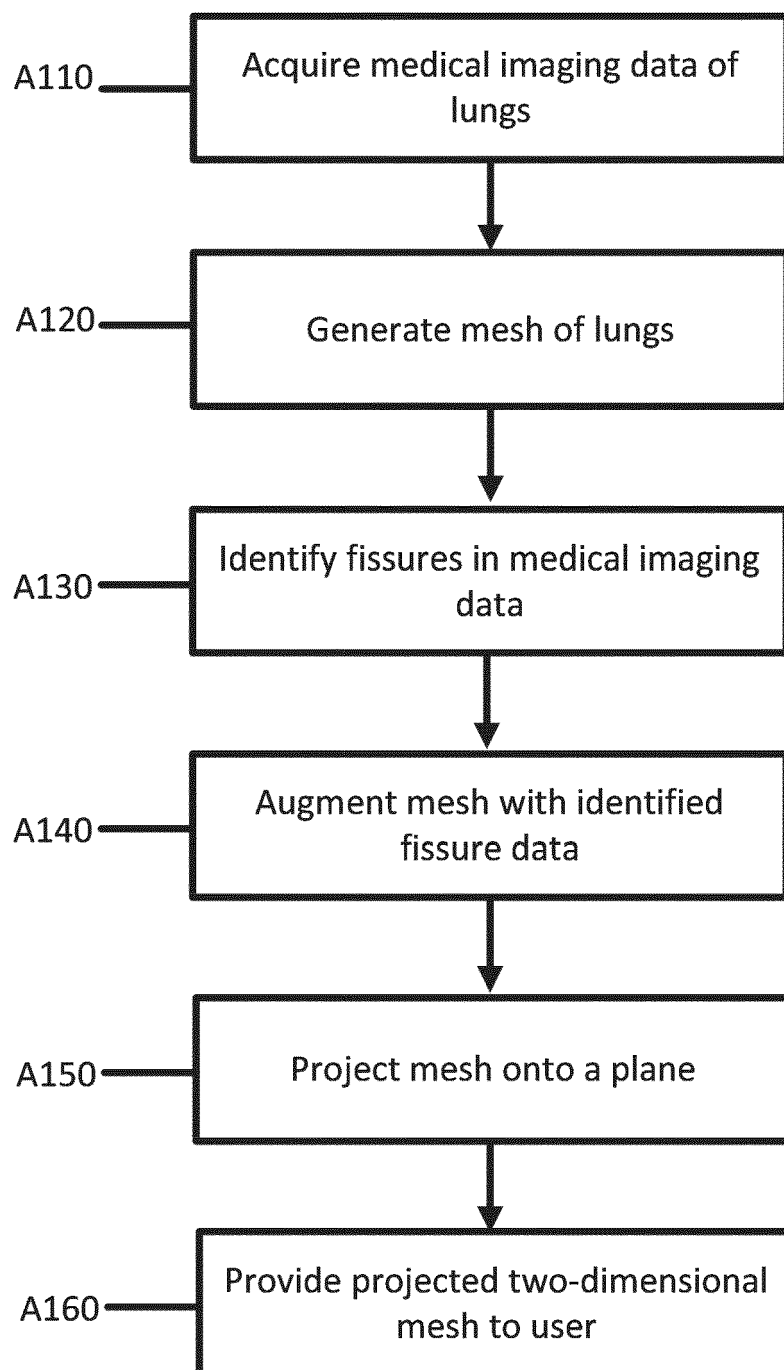 A110
Acquire medical imaging data of
lungs
A120
Generate mesh of lungs
A130
Identify fissures in medical imaging
data
A140
Augment mesh with identified
fissure data
A150
Project mesh onto a plane
A160
Provide projected two-dimensional
mesh to user